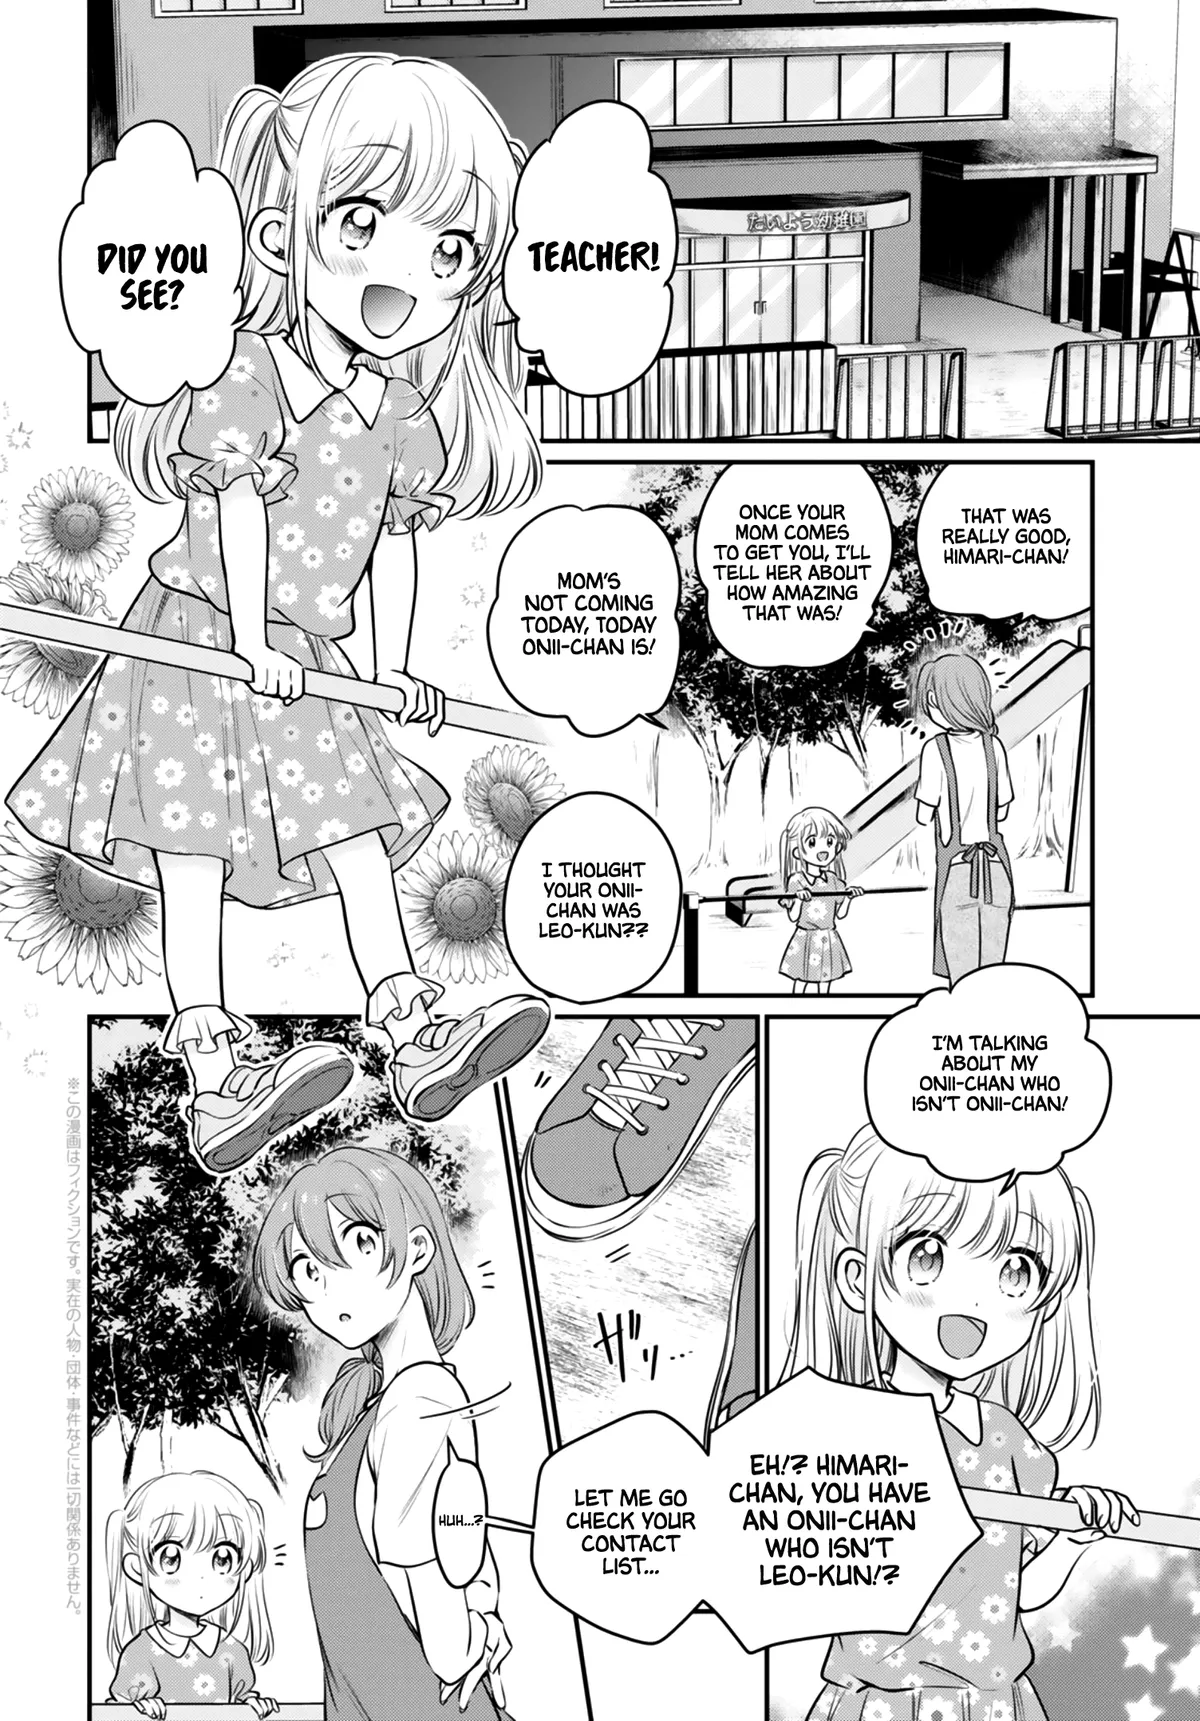 TEACHER!
DID YOU
SEE?
たいよう幼稚園
THAT WAS
REALLY GOOD,
HIMARI-CHAN!
ONCE YOUR
MOM COMES
TO GET YOU, I'LL
TELL HER ABOUT
HOW AMAZING
THAT WAS!
MOM'S
NOT COMING
TODAY, TODAY
ONII-CHAN IS!
I THOUGHT
YOUR ONII-
CHAN WAS
LEO-KUN??
I'M TALKING
ABOUT MY
ONII-CHAN WHO
ISN'T ONII-CHAN!
EH!? HIMARI-
CHAN, YOU HAVE
AN ONII-CHAN
WHO ISN'T
LEO-KUN!?
LET ME GO
CHECK YOUR
CONTACT
LIST...
ザッ…
HUH...?
※この漫画はフィクションです。実在の人物・団体・事件などには一切関係ありません。